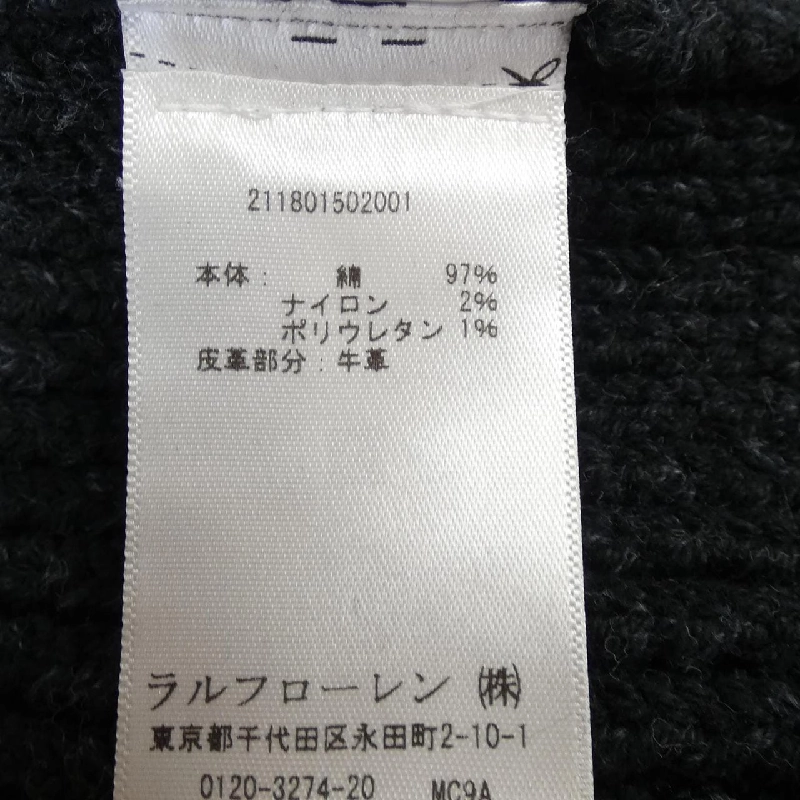 211801502001
本体： 綿 97%
ナイロン 2%
ポリウレタン 1%
皮革部分：牛革
ラルフローレン ㈱
東京都千代田区永田町2-10-1
0120-3274-20 MC9A